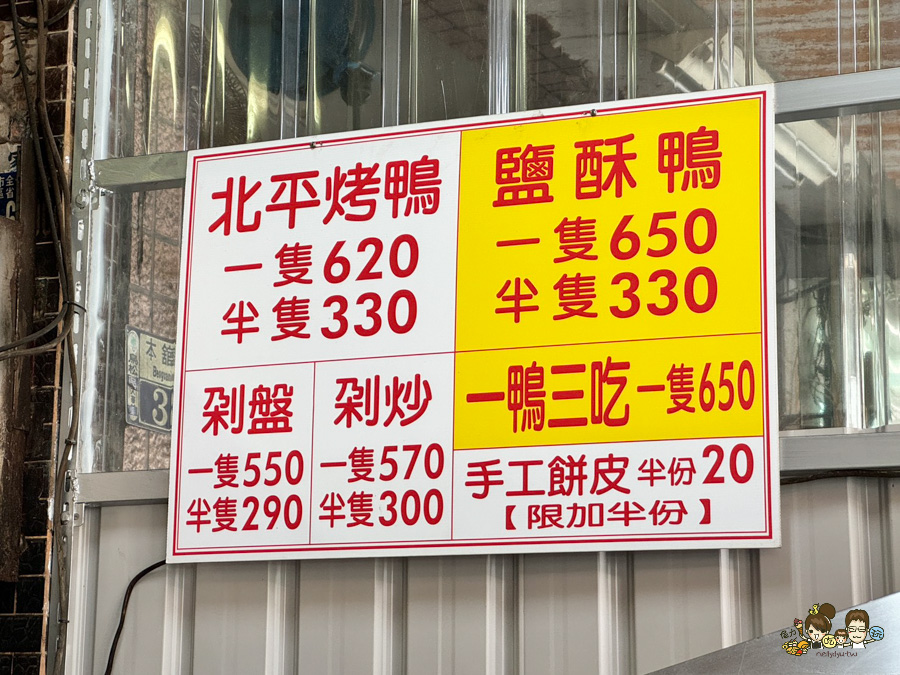 北平烤鴨
一隻620
半隻330
鹽酥鴨
一隻650
半隻330
剁盤
一隻550
半隻290
剁炒
一隻570
半隻300
一鴨三吃 一隻650
手工餅皮 半份20
【限加半份】